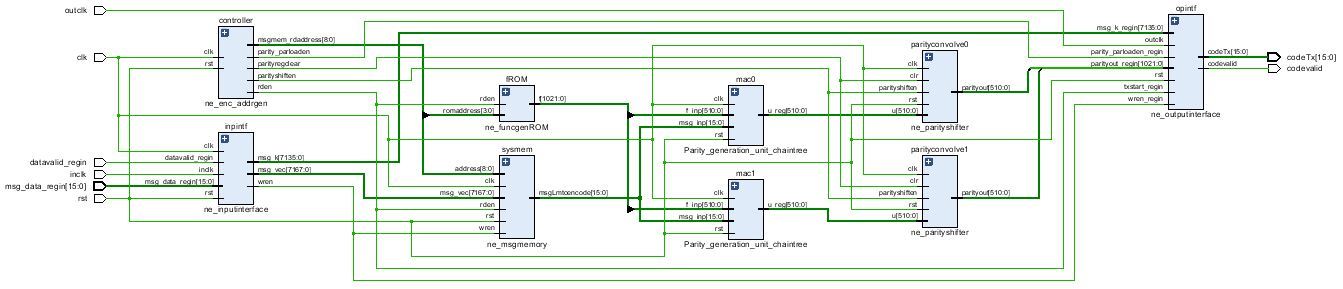 outclk
clk
datavalid_regin
inclk
msg_data_regin[15:0]
rst
controller
clk
rst
msgmem_rdaddress[8:0]
parity_parloaden
parityregclear
parityshiften
rden
ne_enc_addrgen
inpintf
clk
datavalid_regin
inclk
msg_data_regin[15:0]
rst
msg_k[7135:0]
msg_vec[7167:0]
wren
ne_inputinterface
fROM
rden
romaddress[3:0]
f[1021:0]
ne_funcgenROM
sysmem
address[8:0]
clk
msg_vec[7167:0]
rden
rst
wren
msgLmtcencode[15:0]
ne_msgmemory
mac0
clk
f_inp[510:0]
msg_inp[15:0]
rst
u_reg[510:0]
Parity_generation_unit_chaintree
mac1
clk
f_inp[510:0]
msg_inp[15:0]
rst
u_reg[510:0]
Parity_generation_unit_chaintree
parityconvolve0
clk
clr
parityshiften
rst
u[510:0]
parityout[510:0]
ne_parityshifter
parityconvolve1
clk
clr
parityshiften
rst
u[510:0]
parityout[510:0]
ne_parityshifter
opintf
msg_k_regin[7135:0]
outclk
parity_parloaden_regin
parityout_regin[1021:0]
rst
txstart_regin
wren_regin
codeTx[15:0]
codevalid
ne_outputinterface
codeTx[15:0]
codevalid